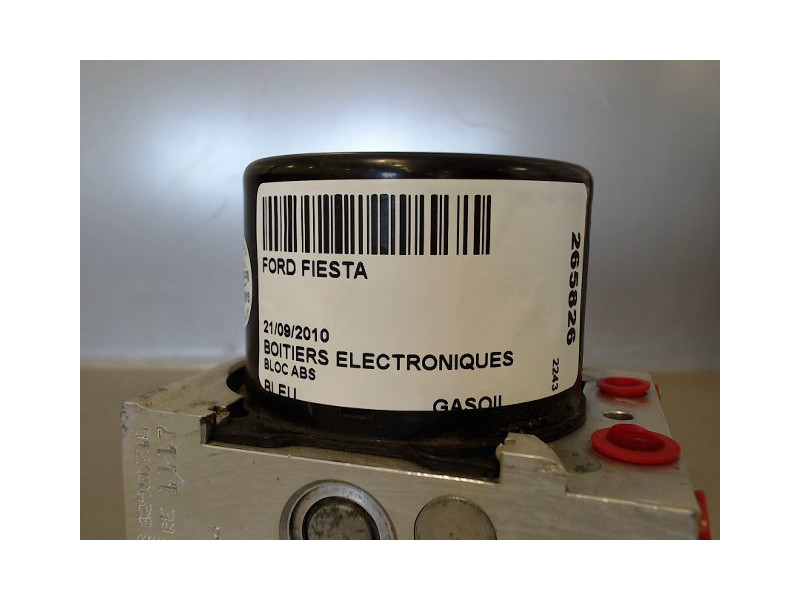 FORD FIESTA
21/09/2010
BOITIERS ELECTRONIQUES
BLOC ABS
BLEU
GASOIL
265826
2243